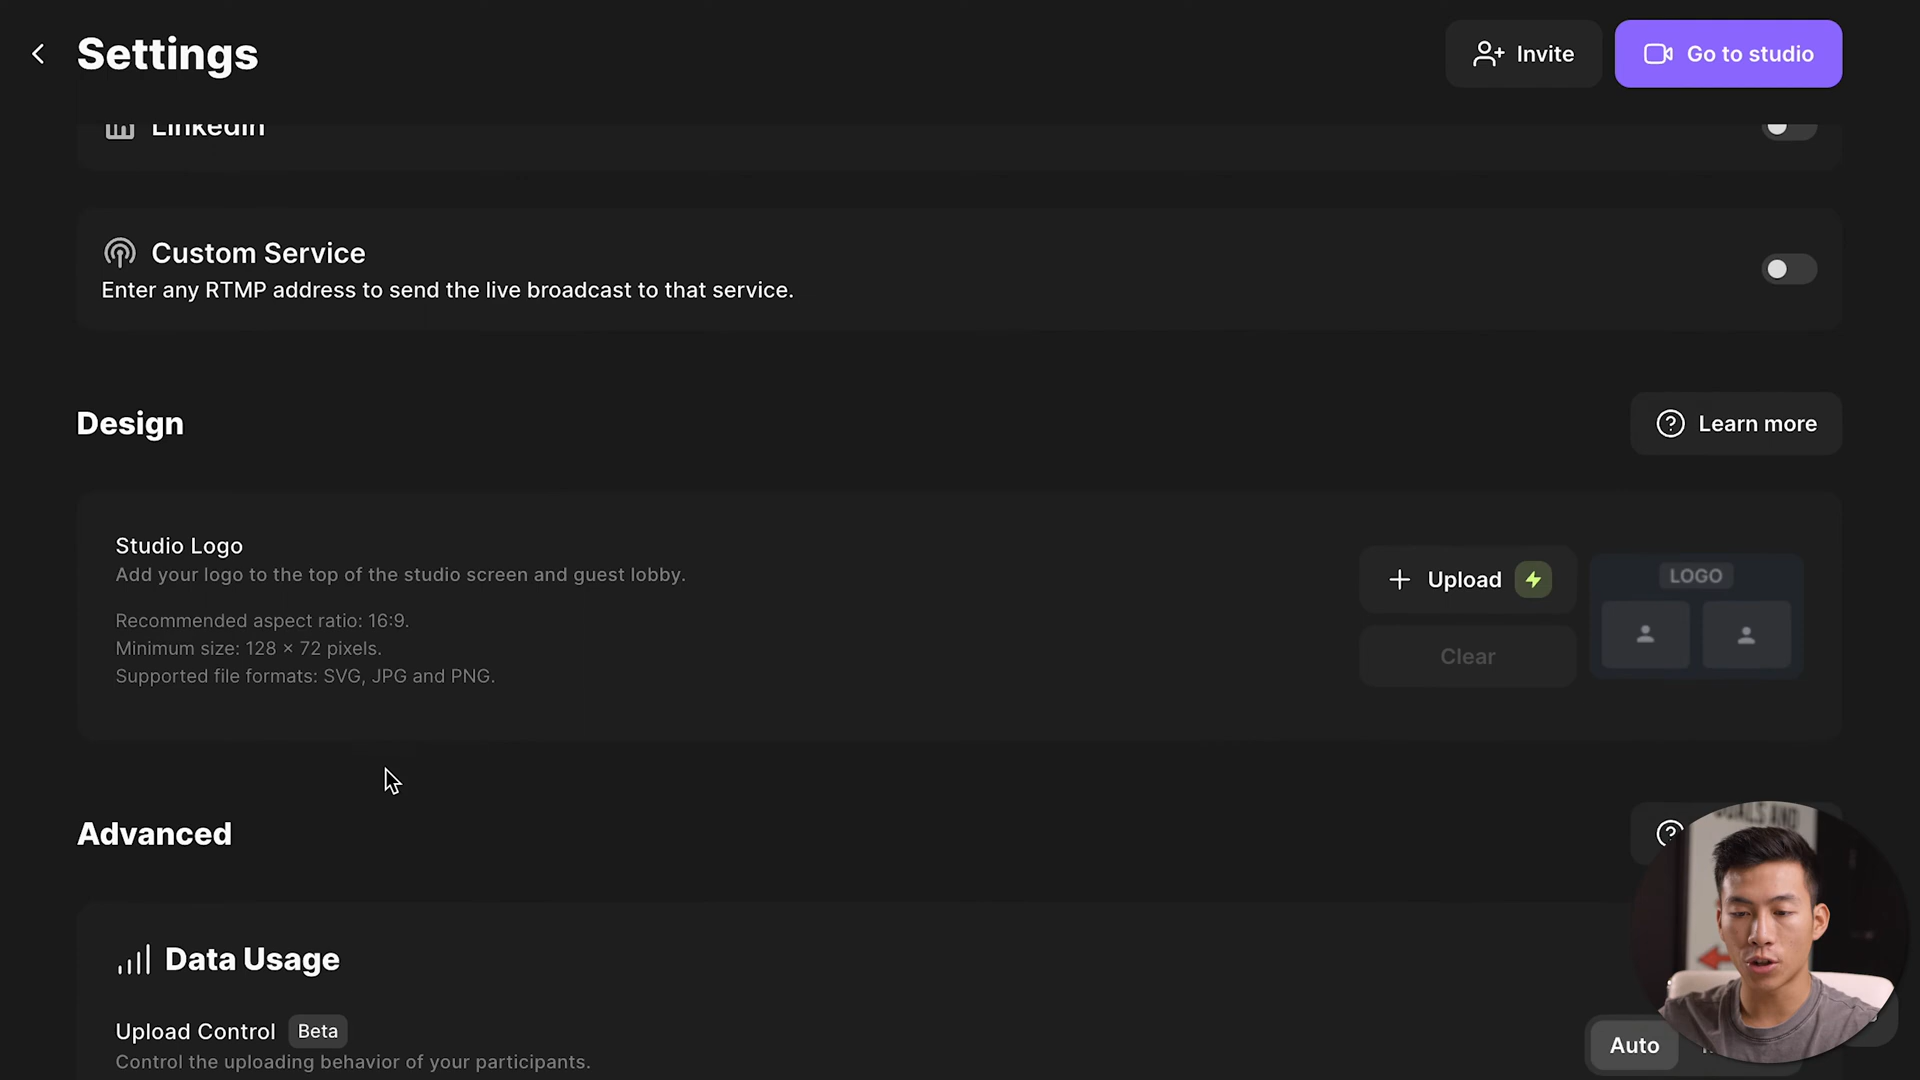 Settings
Invite
Go to studio
LinkedIn
Custom Service
Enter any RTMP address to send the live broadcast to that service.
Design
Learn more
Studio Logo
Add your logo to the top of the studio screen and guest lobby.
Recommended aspect ratio: 16:9.
Minimum size: 128 × 72 pixels.
Supported file formats: SVG, JPG and PNG.
Upload
Clear
LOGO
Advanced
Data Usage
Upload Control Beta
Control the uploading behavior of your participants.
Auto